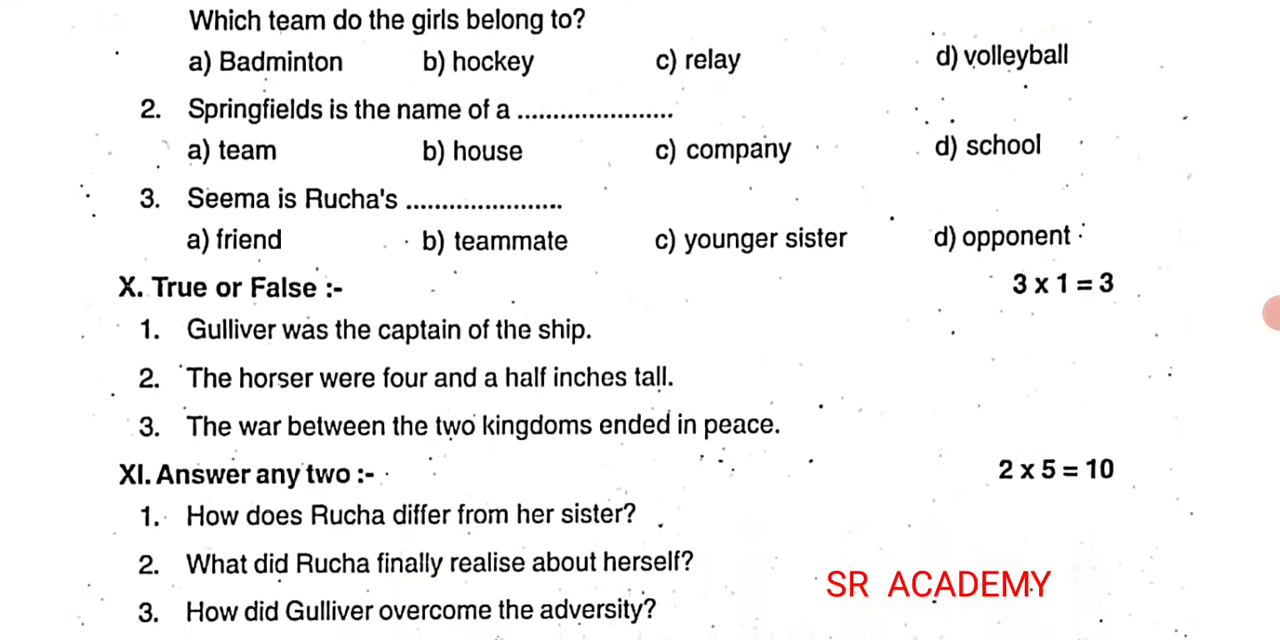 Which team do the girls belong to?
a) Badminton b) hockey c) relay d) volleyball
2. Springfields is the name of a ......................
a) team b) house c) company d) school
3. Seema is Rucha's ......................
a) friend b) teammate c) younger sister d) opponent
X. True or False :- 3 x 1 = 3
1. Gulliver was the captain of the ship.
2. The horser were four and a half inches tall.
3. The war between the two kingdoms ended in peace.
XI. Answer any two :- 2 x 5 = 10
1. How does Rucha differ from her sister?
2. What did Rucha finally realise about herself?
SR ACADEMY
3. How did Gulliver overcome the adversity?